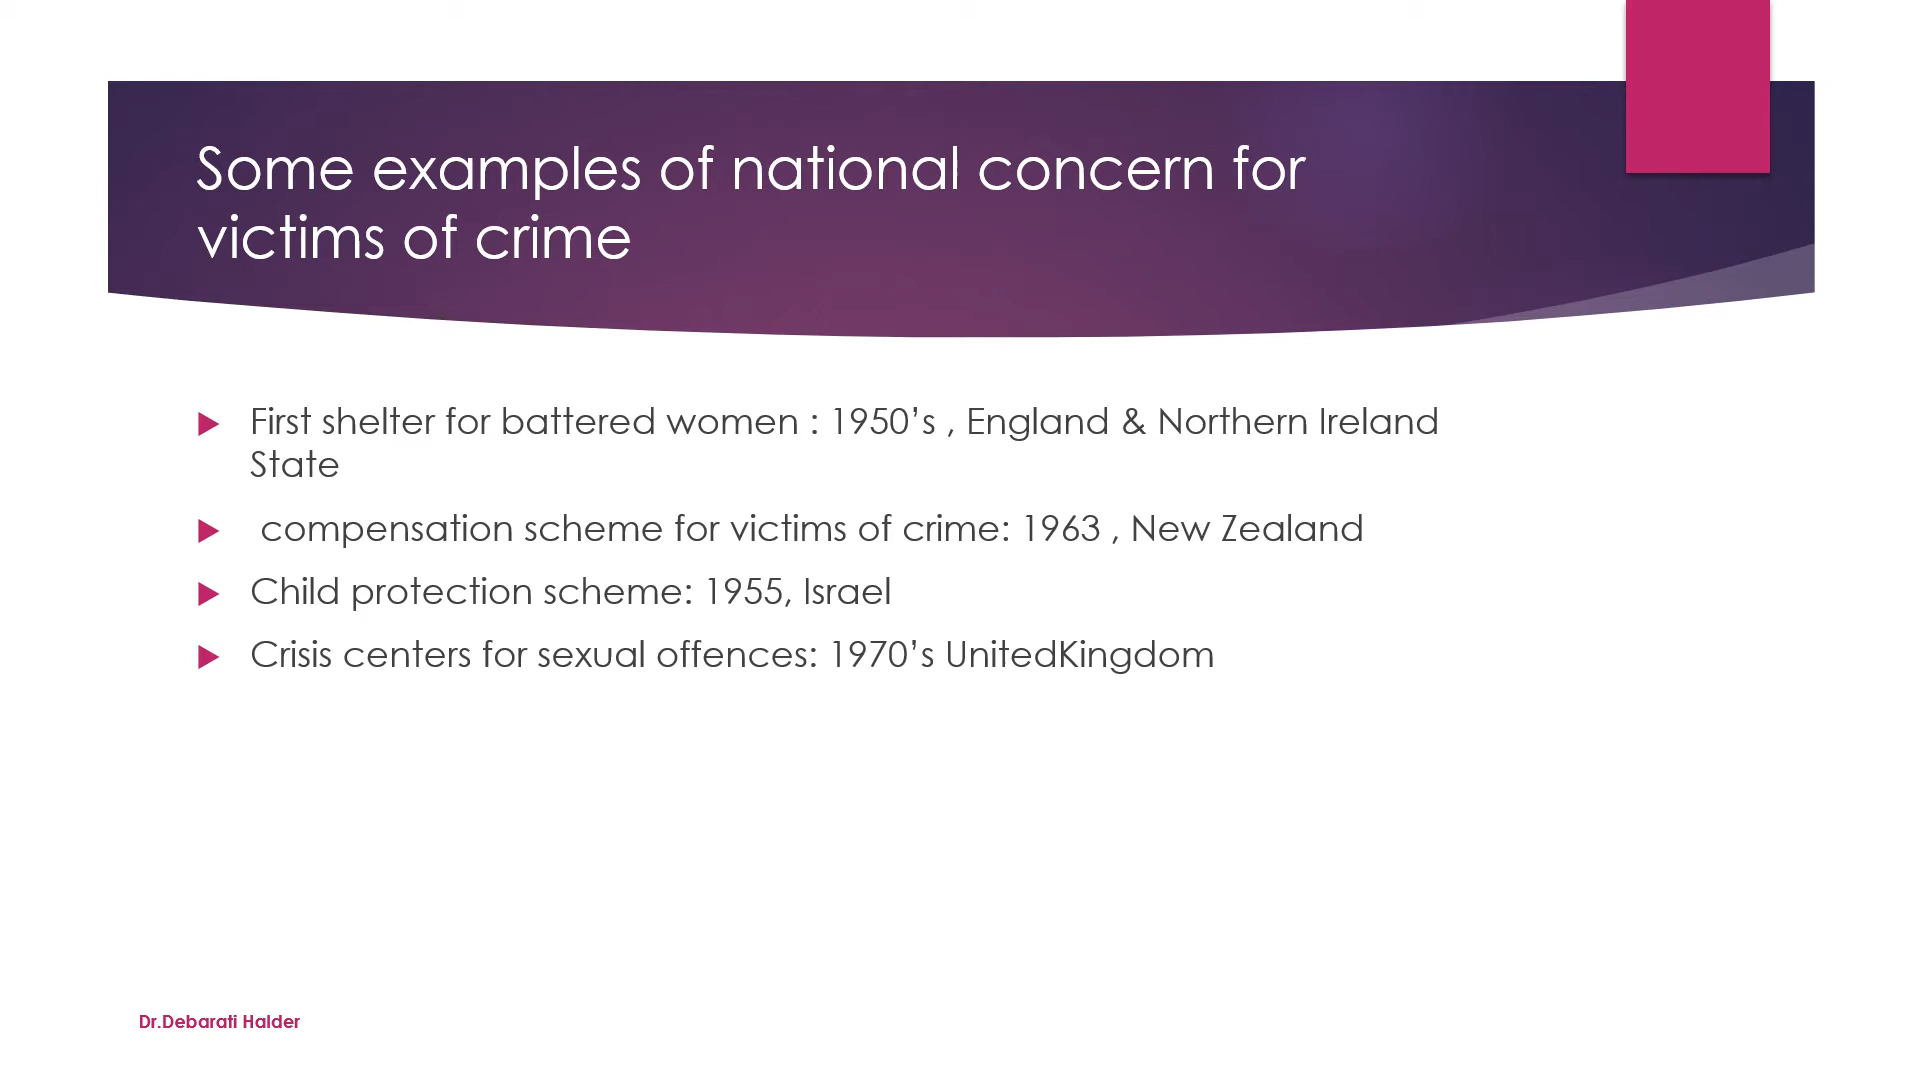 Some examples of national concern for
victims of crime
First shelter for battered women : 1950’s , England & Northern Ireland
State
compensation scheme for victims of crime: 1963 , New Zealand
Child protection scheme: 1955, Israel
Crisis centers for sexual offences: 1970’s UnitedKingdom
Dr.Debarati Halder